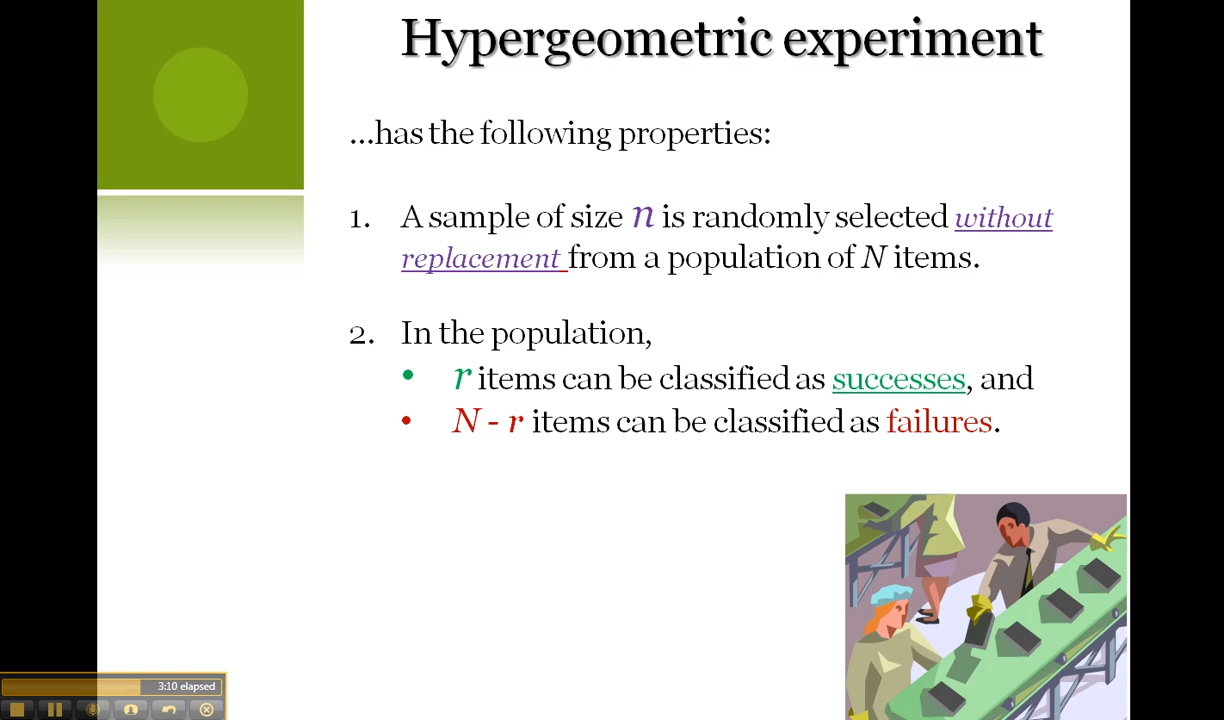 Hypergeometric experiment
...has the following properties:
1. A sample of size n is randomly selected without
replacement from a population of N items.
2. In the population,
• r items can be classified as successes, and
• N - r items can be classified as failures.
3:10 elapsed